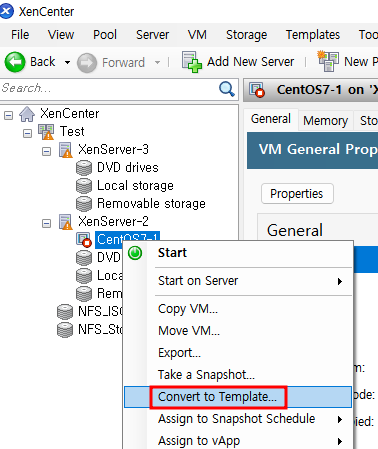 XenCenter
File View Pool Server VM Storage Templates Too
Back Forward Add New Server New P
Search...
CentOS7-1 on 'X
XenCenter
Test
XenServer-3
DVD drives
Local storage
Removable storage
XenServer-2
CentOS7-1
DVD
Loca
Rem
NFS_ISO
NFS_Sto
General Memory Sto
VM General Prop
Properties
General
m:
ode:
pied:
Start
Start on Server
Copy VM...
Move VM...
Export...
Take a Snapshot...
Convert to Template...
Assign to Snapshot Schedule
Assign to vApp